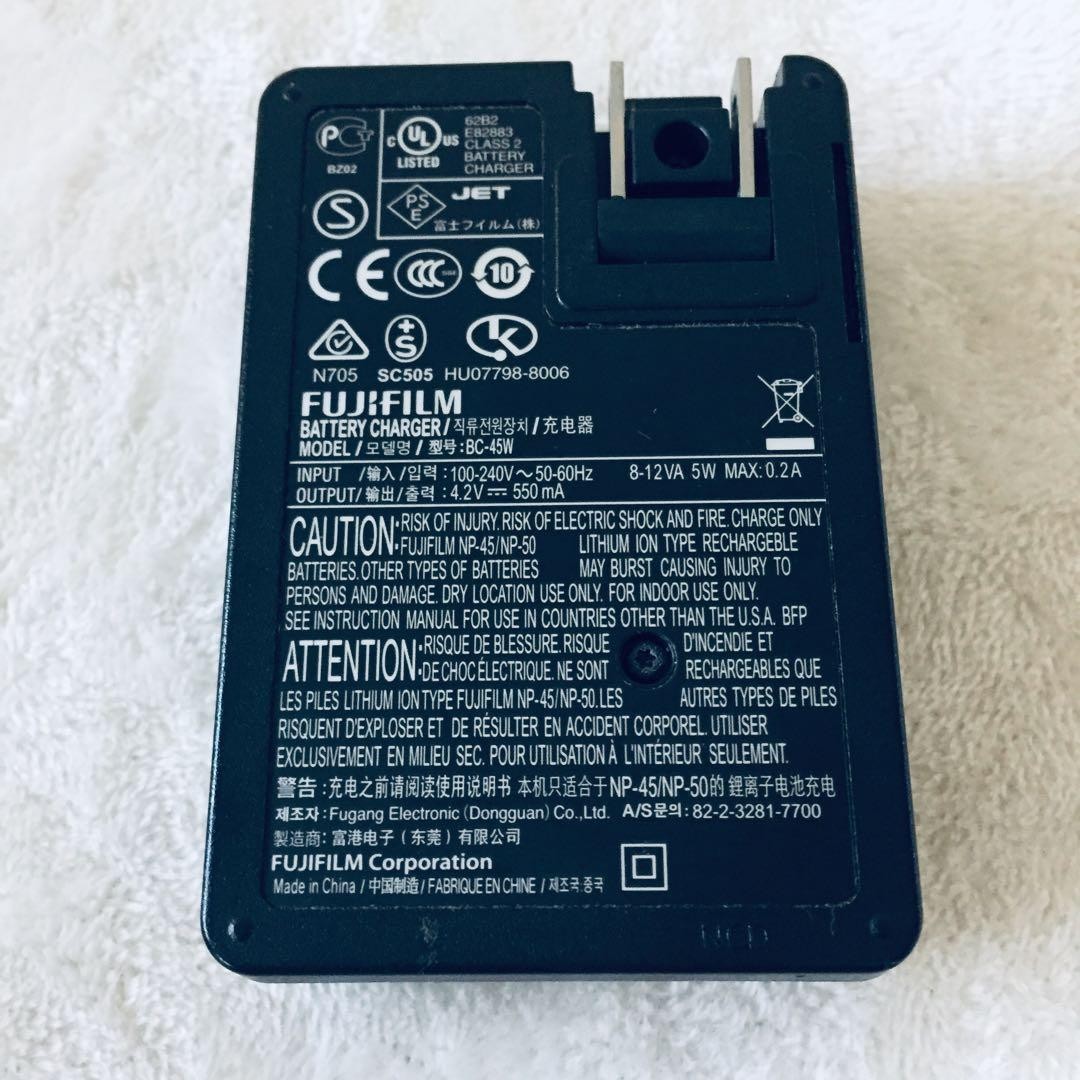 PCT
BZ02
C UL US
LISTED
62B2
E82883
CLASS 2
BATTERY
CHARGER
S
PS
E
JET
富士フイルム(株)
CE
CCC
10
N705
+S
SC505
K
HU07798-8006
FUJIFILM
BATTERY CHARGER/직류전원장치/充电器
MODEL/모델명/型号:BC-45W
INPUT /输入/입력:100-240V~50-60Hz 8-12VA 5W MAX:0.2A
OUTPUT/输出/출력:4.2V⎓ 550mA
CAUTION:RISK OF INJURY. RISK OF ELECTRIC SHOCK AND FIRE. CHARGE ONLY
FUJIFILM NP-45/NP-50 LITHIUM ION TYPE RECHARGEBLE
BATTERIES. OTHER TYPES OF BATTERIES MAY BURST CAUSING INJURY TO
PERSONS AND DAMAGE. DRY LOCATION USE ONLY. FOR INDOOR USE ONLY.
SEE INSTRUCTION MANUAL FOR USE IN COUNTRIES OTHER THAN THE U.S.A. BFP
ATTENTION:RISQUE DE BLESSURE. RISQUE D'INCENDIE ET
DE CHOC ÉLECTRIQUE. NE SONT RECHARGEABLES QUE
LES PILES LITHIUM ION TYPE FUJIFILM NP-45/NP-50. LES AUTRES TYPES DE PILES
RISQUENT D'EXPLOSER ET DE RÉSULTER EN ACCIDENT CORPOREL. UTILISER
EXCLUSIVEMENT EN MILIEU SEC. POUR UTILISATION À L'INTÉRIEUR SEULEMENT.
警告:充电之前请阅读使用说明书 本机只适合于NP-45/NP-50的 锂离子电池充电
제조자:Fugang Electronic (Dongguan) Co.,Ltd. A/S문의:82-2-3281-7700
製造商:富港电子(东莞)有限公司
FUJIFILM Corporation
Made in China /中国制造/FABRIQUE EN CHINE /제조국:중국